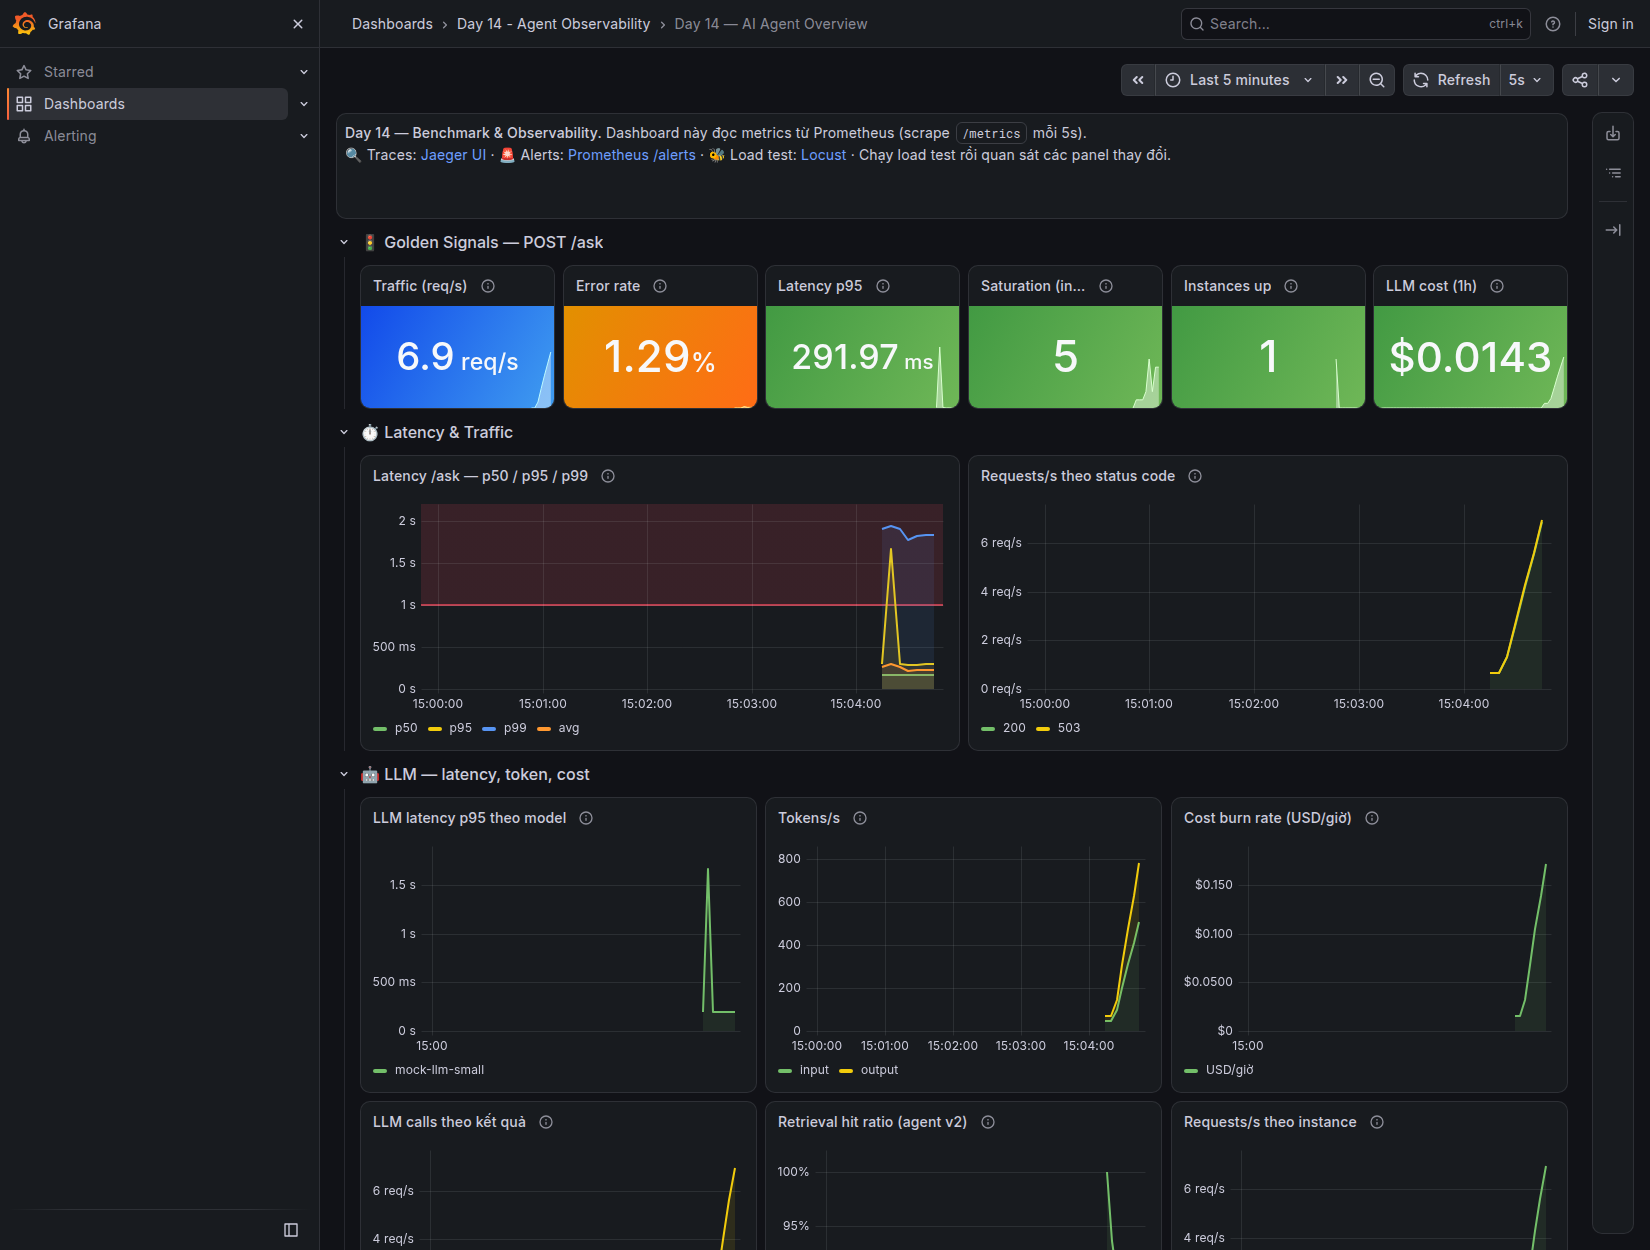 Grafana
Dashboards › Day 14 - Agent Observability › Day 14 — AI Agent Overview
Search... ctrl+k
Sign in
Starred
Dashboards
Alerting
Last 5 minutes
Refresh 5s
Day 14 — Benchmark & Observability. Dashboard này đọc metrics từ Prometheus (scrape /metrics mỗi 5s).
🔍 Traces: Jaeger UI · 🚨 Alerts: Prometheus /alerts · 🐝 Load test: Locust · Chạy load test rồi quan sát các panel thay đổi.
🚦 Golden Signals — POST /ask
Traffic (req/s)
6.9 req/s
Error rate
1.29%
Latency p95
291.97 ms
Saturation (in...
5
Instances up
1
LLM cost (1h)
$0.0143
⏱️ Latency & Traffic
Latency /ask — p50 / p95 / p99
2 s
1.5 s
1 s
500 ms
0 s
15:00:00 15:01:00 15:02:00 15:03:00 15:04:00
p50 p95 p99 avg
Requests/s theo status code
6 req/s
4 req/s
2 req/s
0 req/s
15:00:00 15:01:00 15:02:00 15:03:00 15:04:00
200 503
🤖 LLM — latency, token, cost
LLM latency p95 theo model
1.5 s
1 s
500 ms
0 s
15:00
mock-llm-small
Tokens/s
800
600
400
200
0
15:00:00 15:01:00 15:02:00 15:03:00 15:04:00
input output
Cost burn rate (USD/giờ)
$0.150
$0.100
$0.0500
$0
15:00
USD/giờ
LLM calls theo kết quả
6 req/s
4 req/s
Retrieval hit ratio (agent v2)
100%
95%
Requests/s theo instance
6 req/s
4 req/s